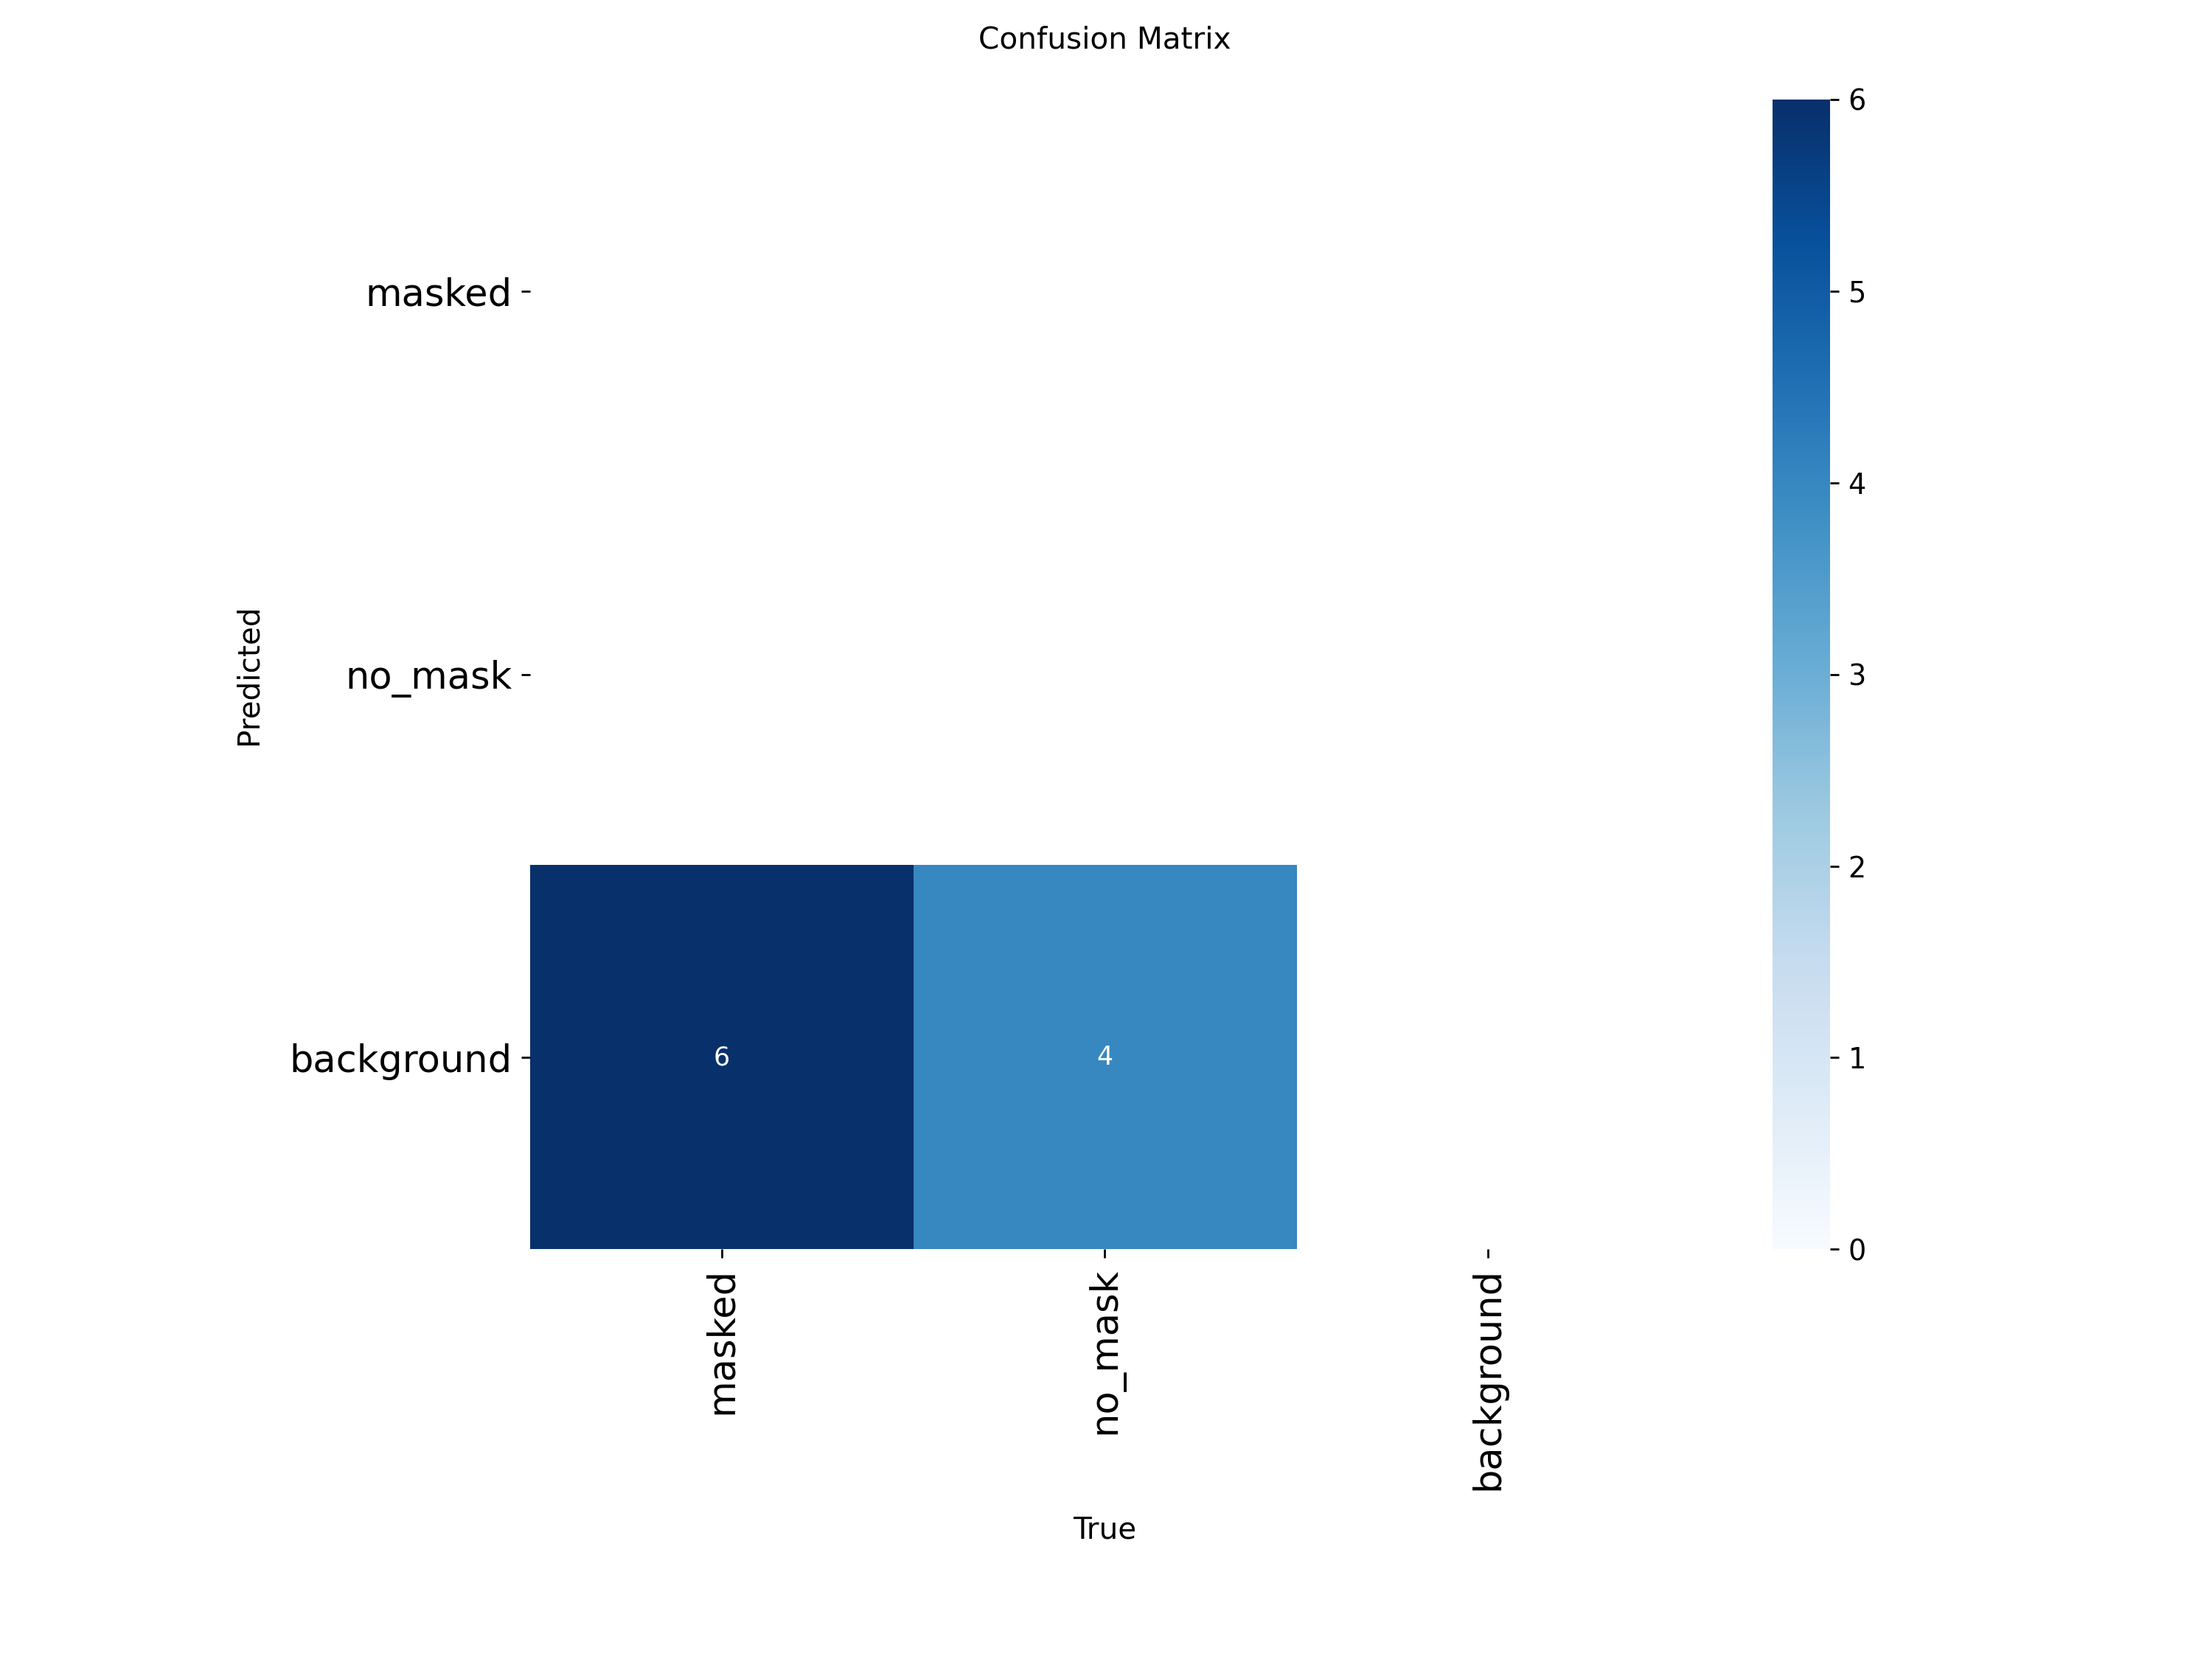 Confusion Matrix
masked
no_mask
background
Predicted
6
4
masked
no_mask
background
True
6
5
4
3
2
1
0